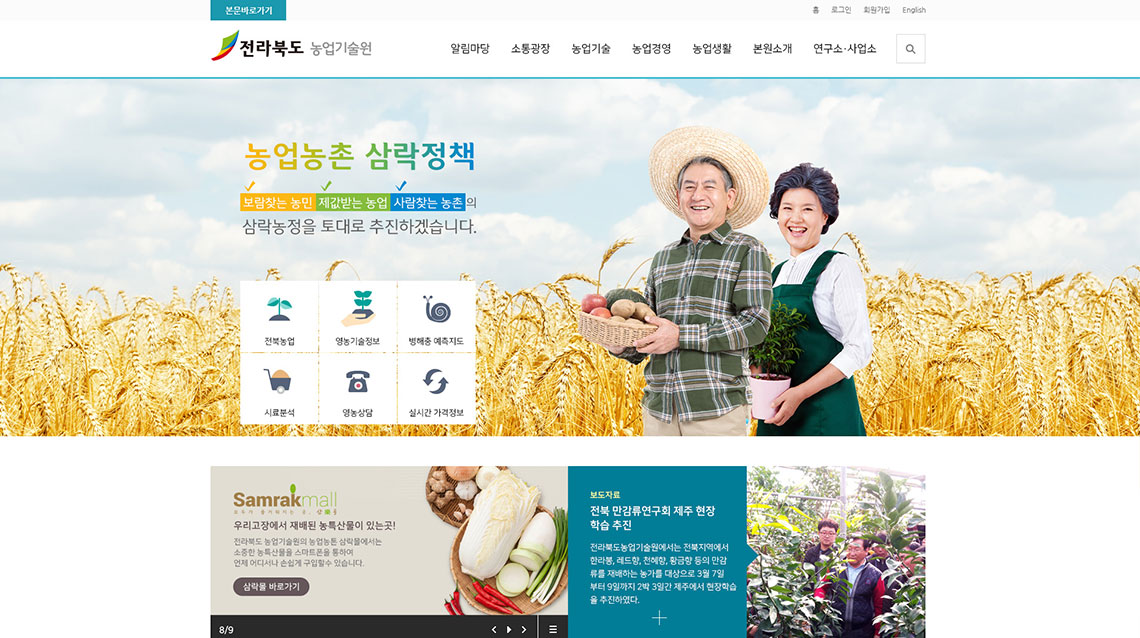 본문바로가기
홈 로그인 회원가입 English
전라북도 농업기술원
알림마당 소통광장 농업기술 농업경영 농업생활 본원소개 연구소·사업소
농업농촌 삼락정책
보람찾는 농민 제값받는 농업 사람찾는 농촌의
삼락농정을 토대로 추진하겠습니다.
전북농업 영농기술정보 병해충 예측지도
시료분석 영농상담 실시간 가격정보
Samrakmall
우리고장에서 재배된 농특산물이 있는곳!
전라북도 농업기술원의 농업농톤 삼락몰에서는
소중한 농특산물을 스마트폰을 통하여
언제 어디서나 손쉽게 구입할수 있습니다.
삼락몰 바로가기
8/9
보도자료
전북 만감류연구회 제주 현장
학습 추진
전라북도농업기술원에서는 전북지역에서
한라봉, 레드향, 천혜향, 황금향 등의 만감
류를 재배하는 농가를 대상으로 3월 7일
부터 9일까지 2박 3일간 제주에서 현장학습
을 추진하였다.